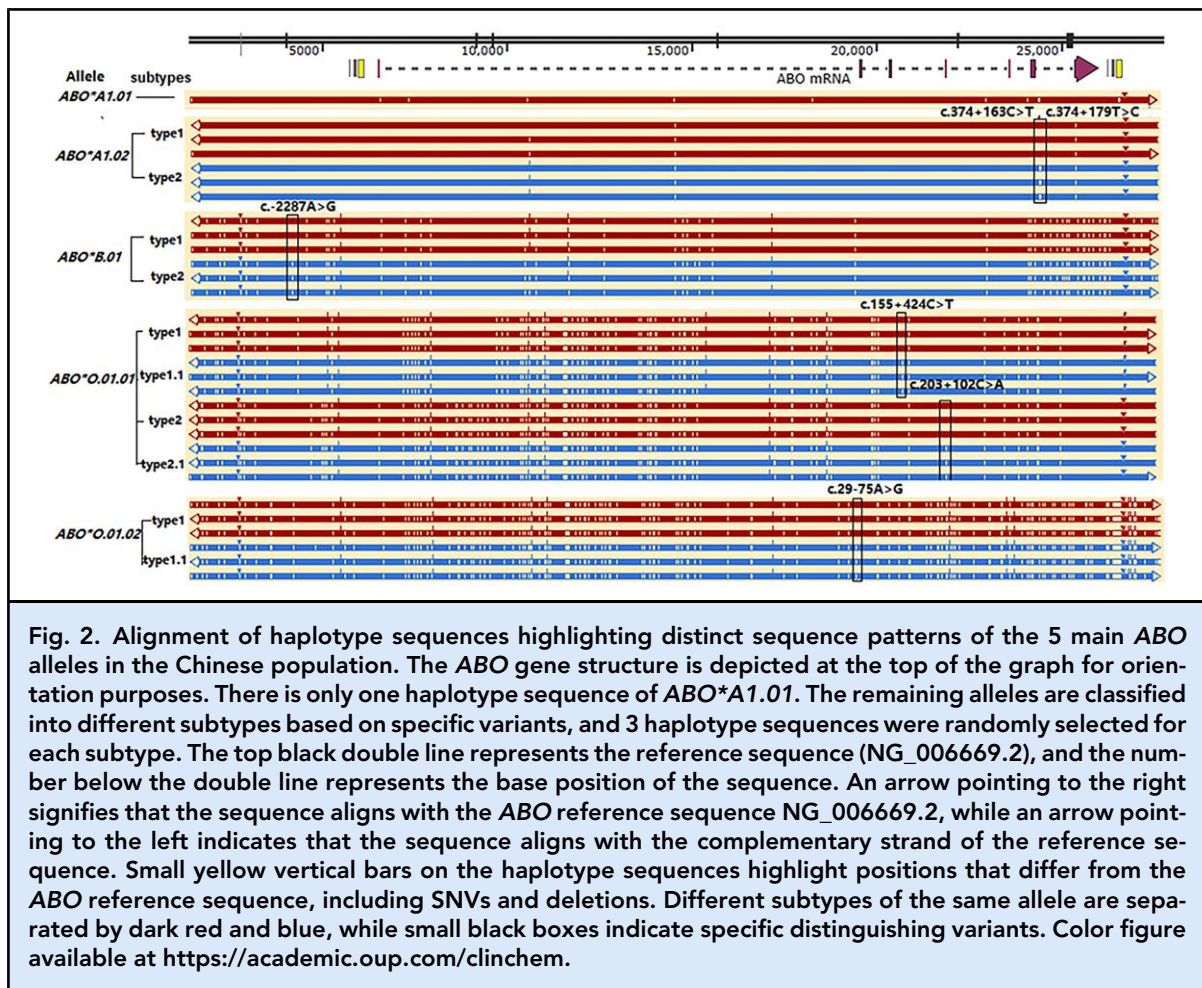 5000 10,000 15,000 20,000 25,000
ABO mRNA
Allele subtypes
ABO*A1.01
c.374+163C>T , c.374+179T>C
type1
ABO*A1.02
type2
c.-2287A>G
type1
ABO*B.01
type2
c.155+424C>T
type1
ABO*O.01.01 type1.1
c.203+102C>A
type2
type2.1
c.29-75A>G
type1
ABO*O.01.02
type1.1
Fig. 2. Alignment of haplotype sequences highlighting distinct sequence patterns of the 5 main ABO
alleles in the Chinese population. The ABO gene structure is depicted at the top of the graph for orien-
tation purposes. There is only one haplotype sequence of ABO*A1.01. The remaining alleles are classified
into different subtypes based on specific variants, and 3 haplotype sequences were randomly selected for
each subtype. The top black double line represents the reference sequence (NG_006669.2), and the num-
ber below the double line represents the base position of the sequence. An arrow pointing to the right
signifies that the sequence aligns with the ABO reference sequence NG_006669.2, while an arrow point-
ing to the left indicates that the sequence aligns with the complementary strand of the reference se-
quence. Small yellow vertical bars on the haplotype sequences highlight positions that differ from the
ABO reference sequence, including SNVs and deletions. Different subtypes of the same allele are sepa-
rated by dark red and blue, while small black boxes indicate specific distinguishing variants. Color figure
available at https://academic.oup.com/clinchem.